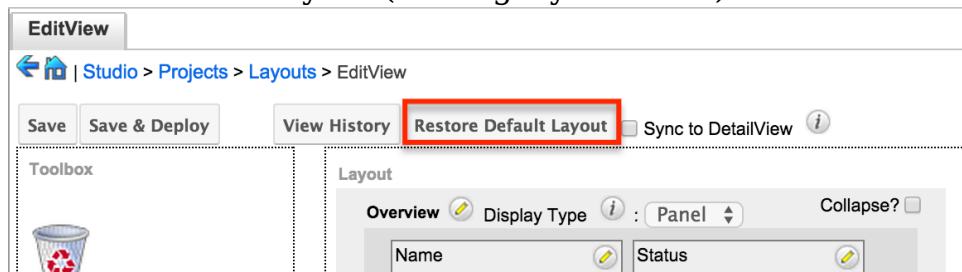 EditView
| Studio > Projects > Layouts > EditView
Save Save & Deploy View History Restore Default Layout Sync to DetailView i
Toolbox
Layout
Overview Display Type i : Panel Collapse?
Name Status